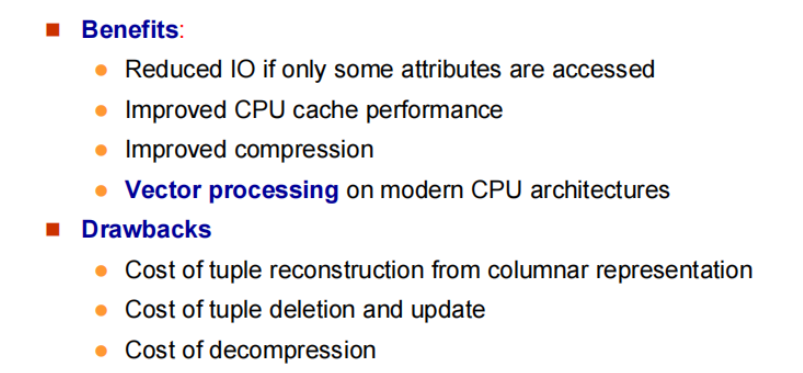 Benefits:
Reduced IO if only some attributes are accessed
Improved CPU cache performance
Improved compression
Vector processing on modern CPU architectures
Drawbacks
Cost of tuple reconstruction from columnar representation
Cost of tuple deletion and update
Cost of decompression